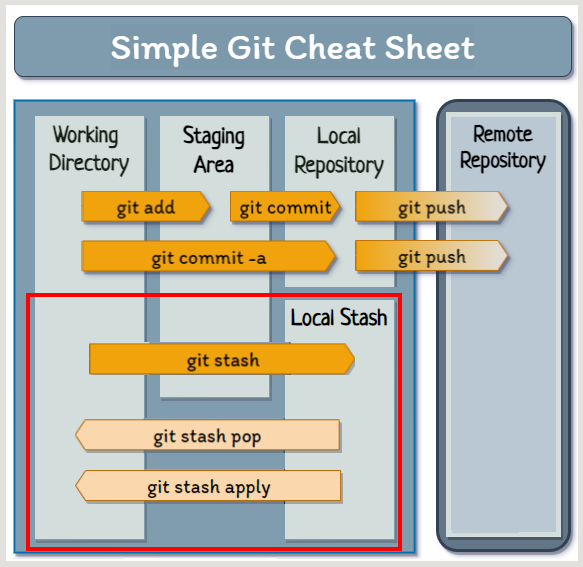 Simple Git Cheat Sheet
Working
Directory
Staging
Area
Local
Repository
Remote
Repository
git add
git commit
git push
git commit -a
git push
Local Stash
git stash
git stash pop
git stash apply